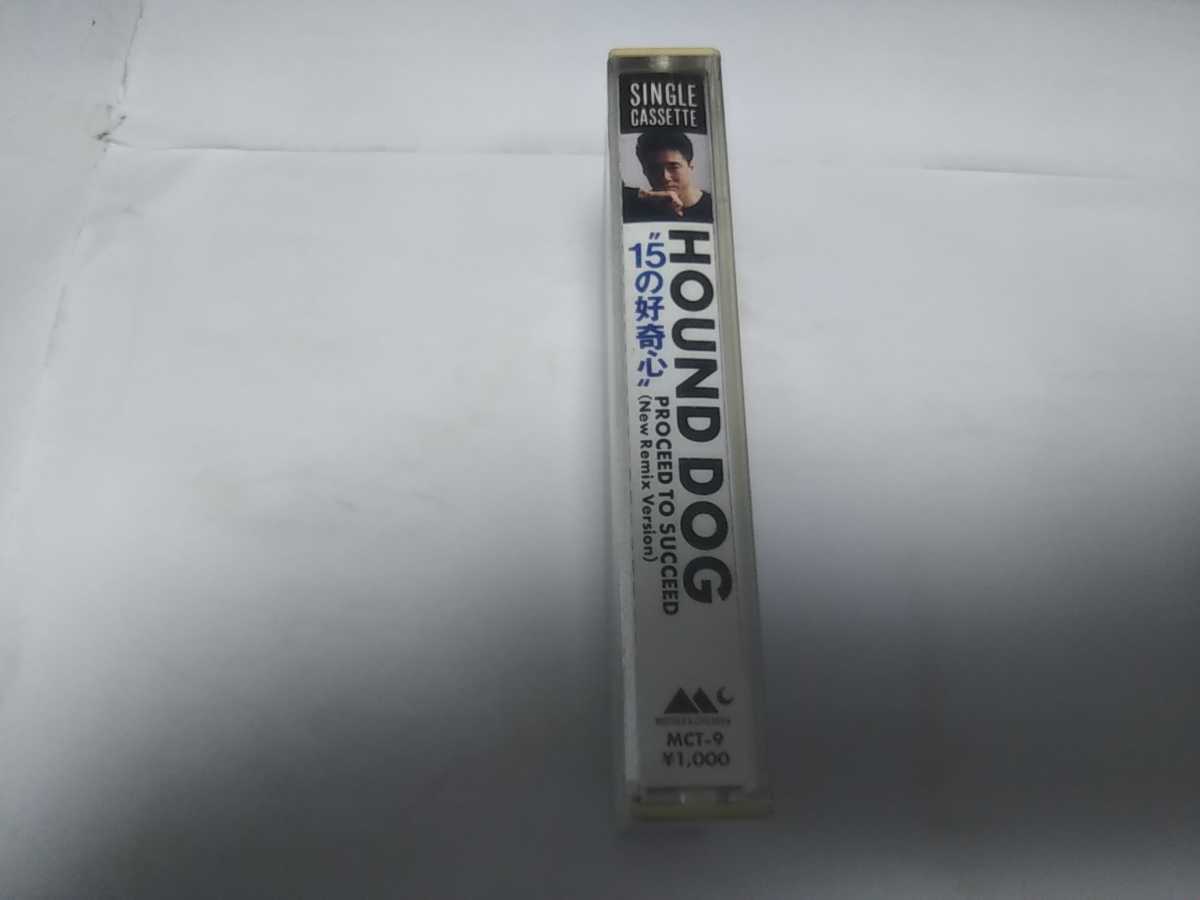 SINGLE
CASSETTE
HOUND DOG
"15の好奇心"
PROCEED TO SUCCEED
(New Remix Version)
MCT-9
¥1,000